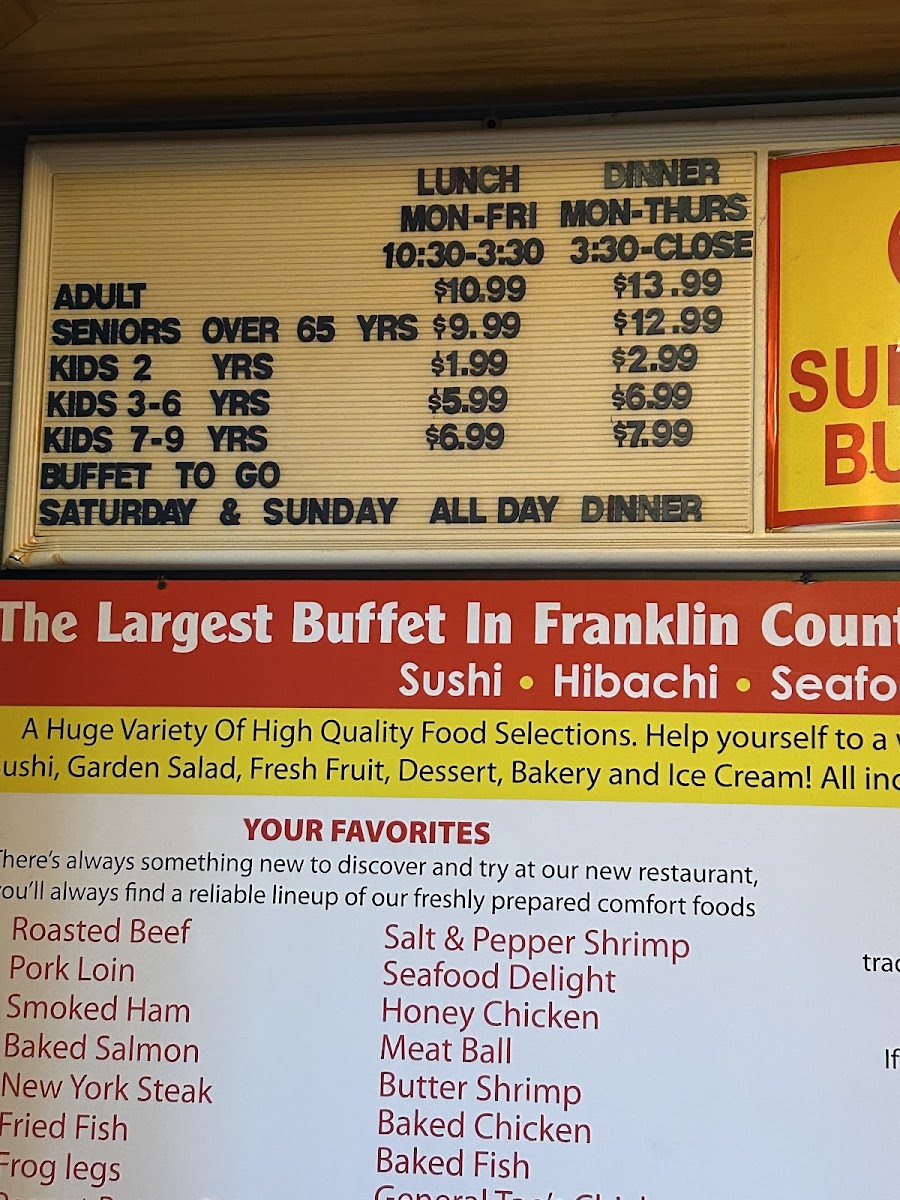 LUNCH DINNER
MON-FRI MON-THURS
10:30-3:30 3:30-CLOSE
ADULT $10.99 $13.99
SENIORS OVER 65 YRS $9.99 $12.99
KIDS 2 YRS $1.99 $2.99
KIDS 3-6 YRS $5.99 $6.99
KIDS 7-9 YRS $6.99 $7.99
BUFFET TO GO
SATURDAY & SUNDAY ALL DAY DINNER
The Largest Buffet In Franklin
Sushi • Hibachi •
A Huge Variety Of High Quality Food Selections. Help yourself to a
Garden Salad, Fresh Fruit, Dessert, Bakery and Ice Cream! All
YOUR FAVORITES
There's always something new to discover and try at our new restaurant,
you'll always find a reliable lineup of our freshly prepared comfort foods
Roasted Beef
Pork Loin
Smoked Ham
Baked Salmon
New York Steak
Fried Fish
Frog legs
Salt & Pepper Shrimp
Seafood Delight
Honey Chicken
Meat Ball
Butter Shrimp
Baked Chicken
Baked Fish
If